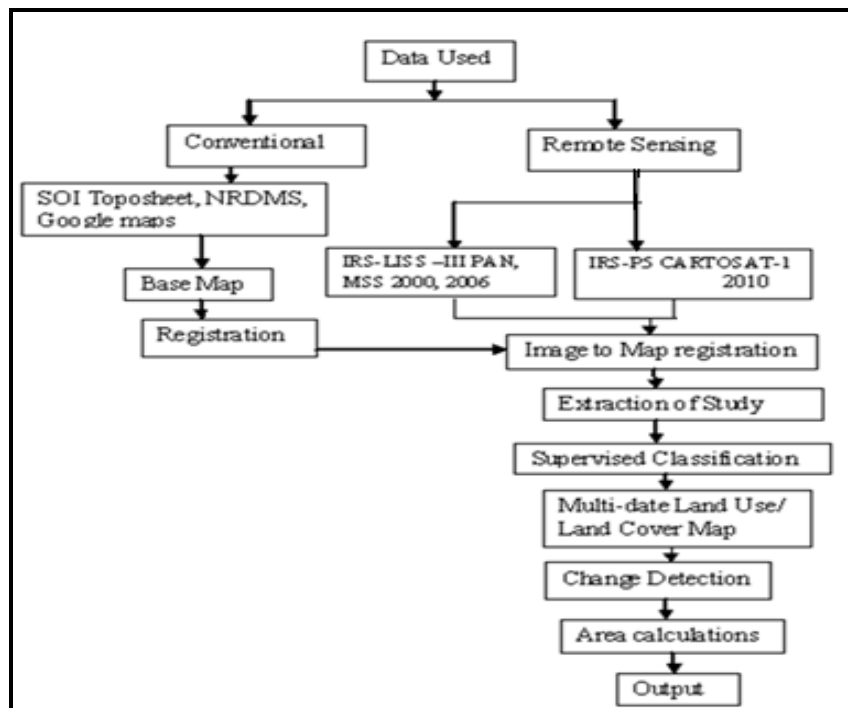 Data Used
Conventional
Remote Sensing
SOI Toposheet, NRDMS,
Google maps
IRS-LISS –III PAN,
MSS 2000, 2006
IRS-P5 CARTOSAT-1
2010
Base Map
Registration
Image to Map registration
Extraction of Study
Supervised Classification
Multi-date Land Use/
Land Cover Map
Change Detection
Area calculations
Output